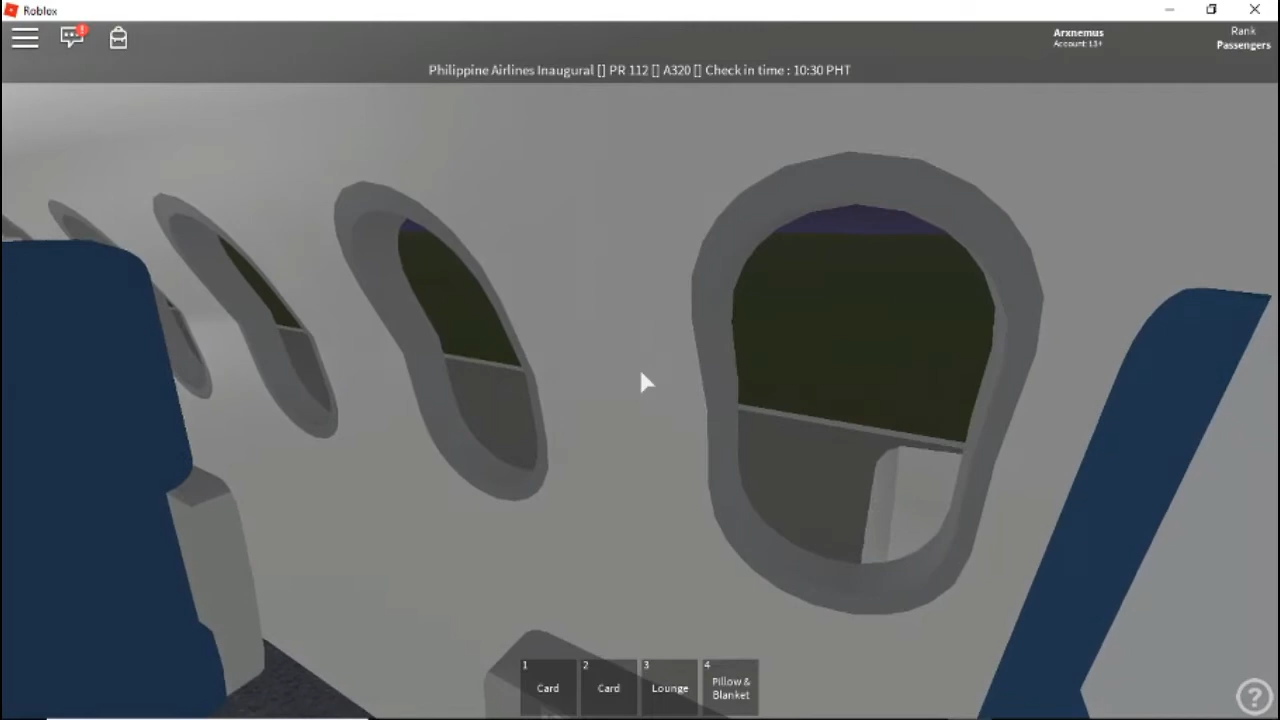 Roblox
!
Arxnemus
Account: 13+
Rank
Passengers
Philippine Airlines Inaugural [] PR 112 [] A320 [] Check in time : 10:30 PHT
1
Card
2
Card
3
Lounge
4
Pillow &
Blanket
?